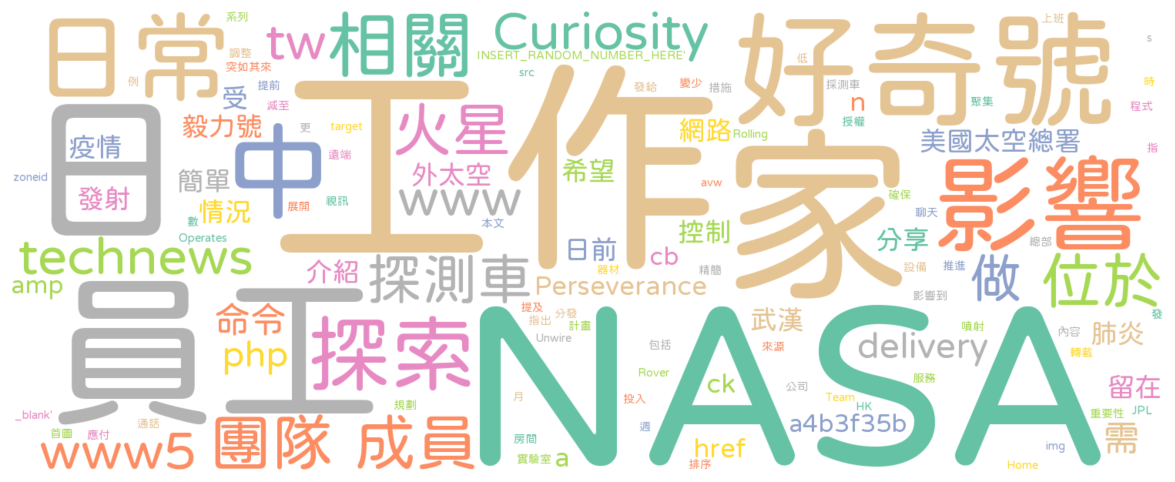 系列
上班
s
日常
tw
相關
Curiosity
好奇號
INSERT_RANDOM_NUMBER_HERE'
調整
突如其來
例
提前
src
減至
受
工作
發給
變少
措施
低
採測車
授權
聚集
時
程式
n
日
疫情
毅力號
中
更
target
遠端
火星
網路
Rolling
家
美國太空總署
影響
指
zoneid
發射
簡單
情況
展開
視訊
外太空
www
希望
avw
確保
聊天
數
Operates
本文
控制
分享
technews
日前
cb
總部
amp
介紹
探測車
器材
精簡
設備
推進
做
位於
Perseverance
影響到
發
員工
命令
提及
指出
分發
計畫
Unwire
武漢
噴射
內容
肺炎
php
探索
NASA
包括
來源
delivery
轉載
Rover
ck
公司
服務
留在
_blank'
通話
規劃
月
投入
Team
HK
重要性
JPL
首圖
應付
www5
團隊
成員
房間
週
a4b3f35b
需
實驗室
a
href
排序
img
Home